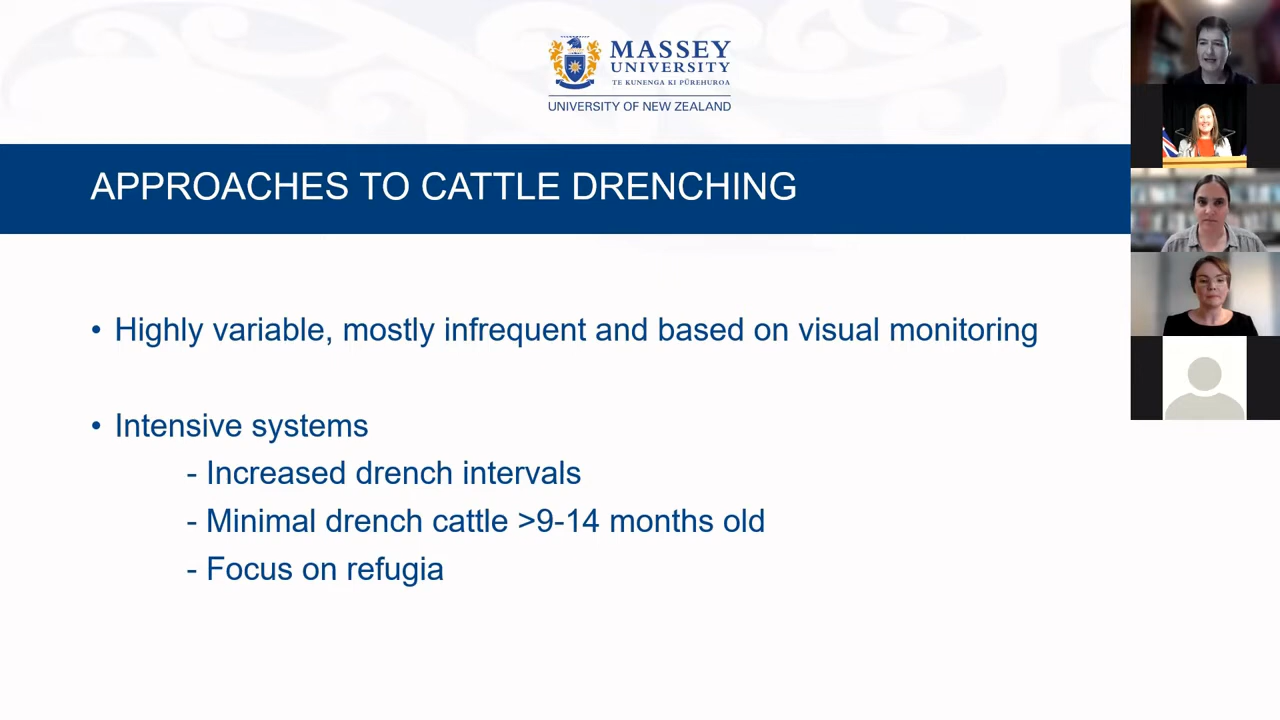 MASSEY
UNIVERSITY
TE KUNENGA KI PŪREHUROA
UNIVERSITY OF NEW ZEALAND
APPROACHES TO CATTLE DRENCHING
• Highly variable, mostly infrequent and based on visual monitoring
• Intensive systems
- Increased drench intervals
- Minimal drench cattle >9-14 months old
- Focus on refugia